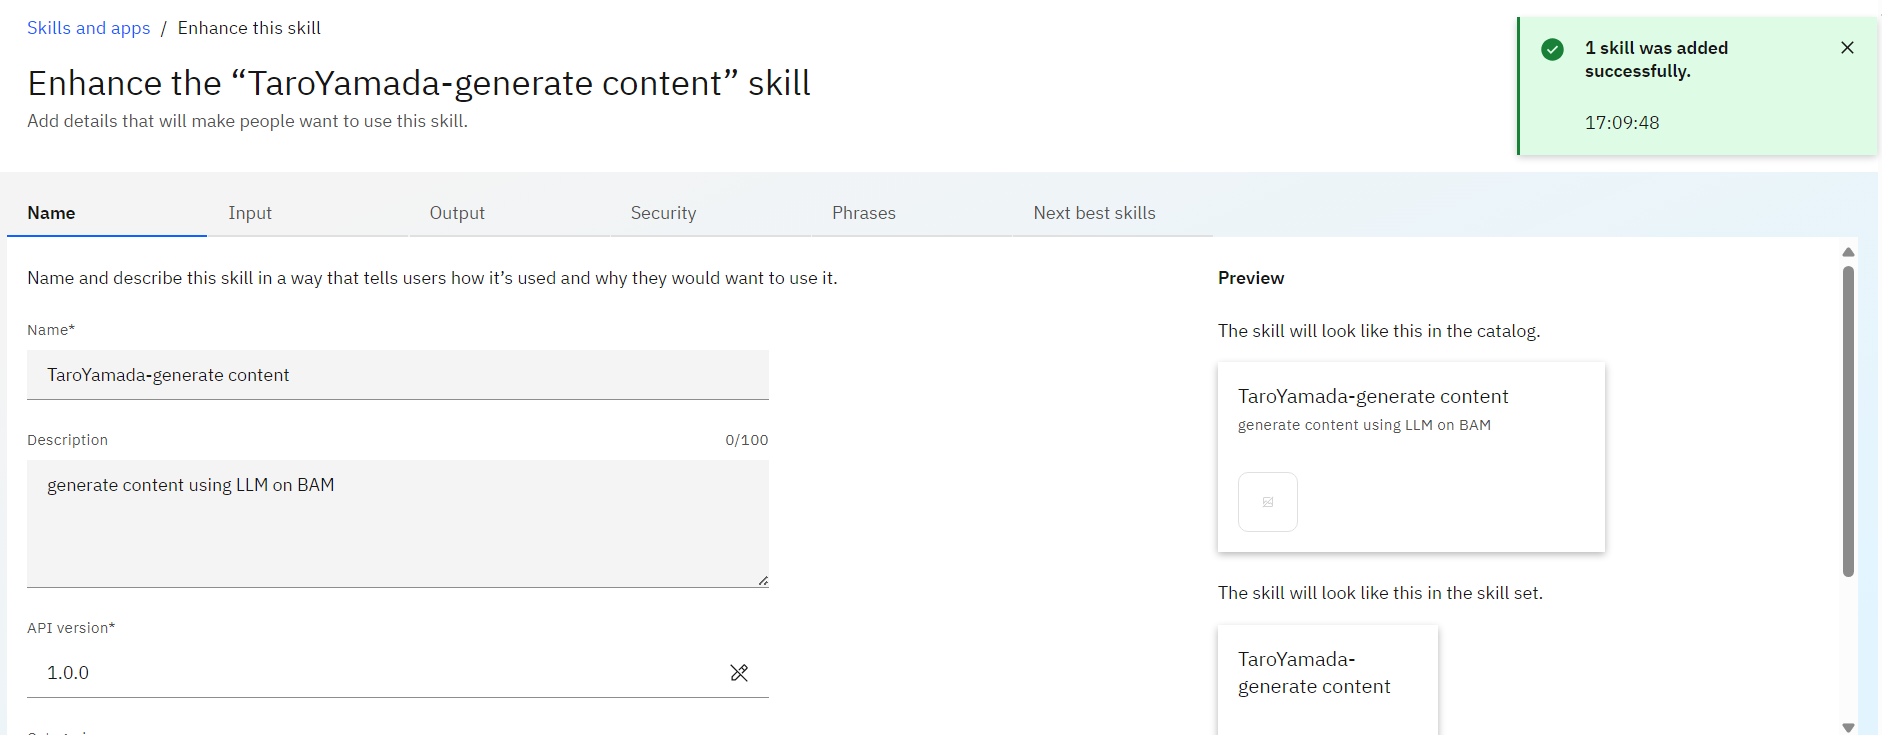 Skills and apps / Enhance this skill
Enhance the “TaroYamada-generate content” skill
Add details that will make people want to use this skill.
1 skill was added
successfully.
17:09:48
Name Input Output Security Phrases Next best skills
Name and describe this skill in a way that tells users how it’s used and why they would want to use it.
Name*
TaroYamada-generate content
Description 0/100
generate content using LLM on BAM
API version*
1.0.0
Preview
The skill will look like this in the catalog.
TaroYamada-generate content
generate content using LLM on BAM
The skill will look like this in the skill set.
TaroYamada-
generate content